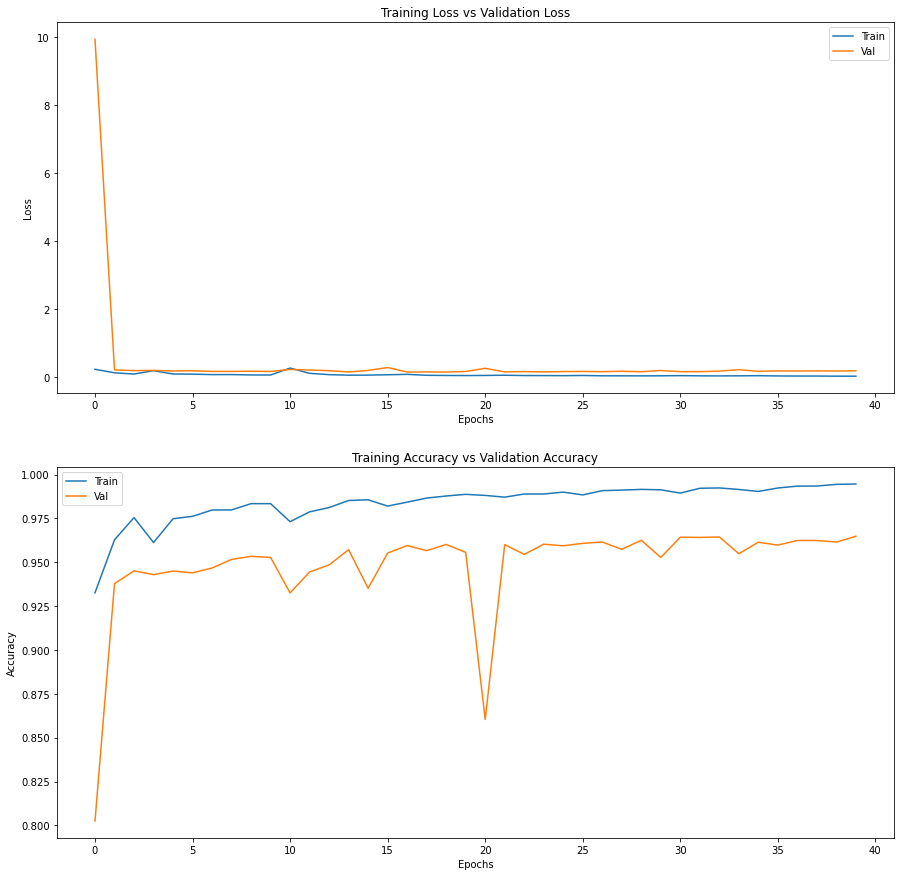 Training Loss vs Validation Loss
Train
Val
10
8
6
4
2
0
Loss
0 5 10 15 20 25 30 35 40
Epochs
Training Accuracy vs Validation Accuracy
Train
Val
1.000
0.975
0.950
0.925
0.900
0.875
0.850
0.825
0.800
Accuracy
0 5 10 15 20 25 30 35 40
Epochs